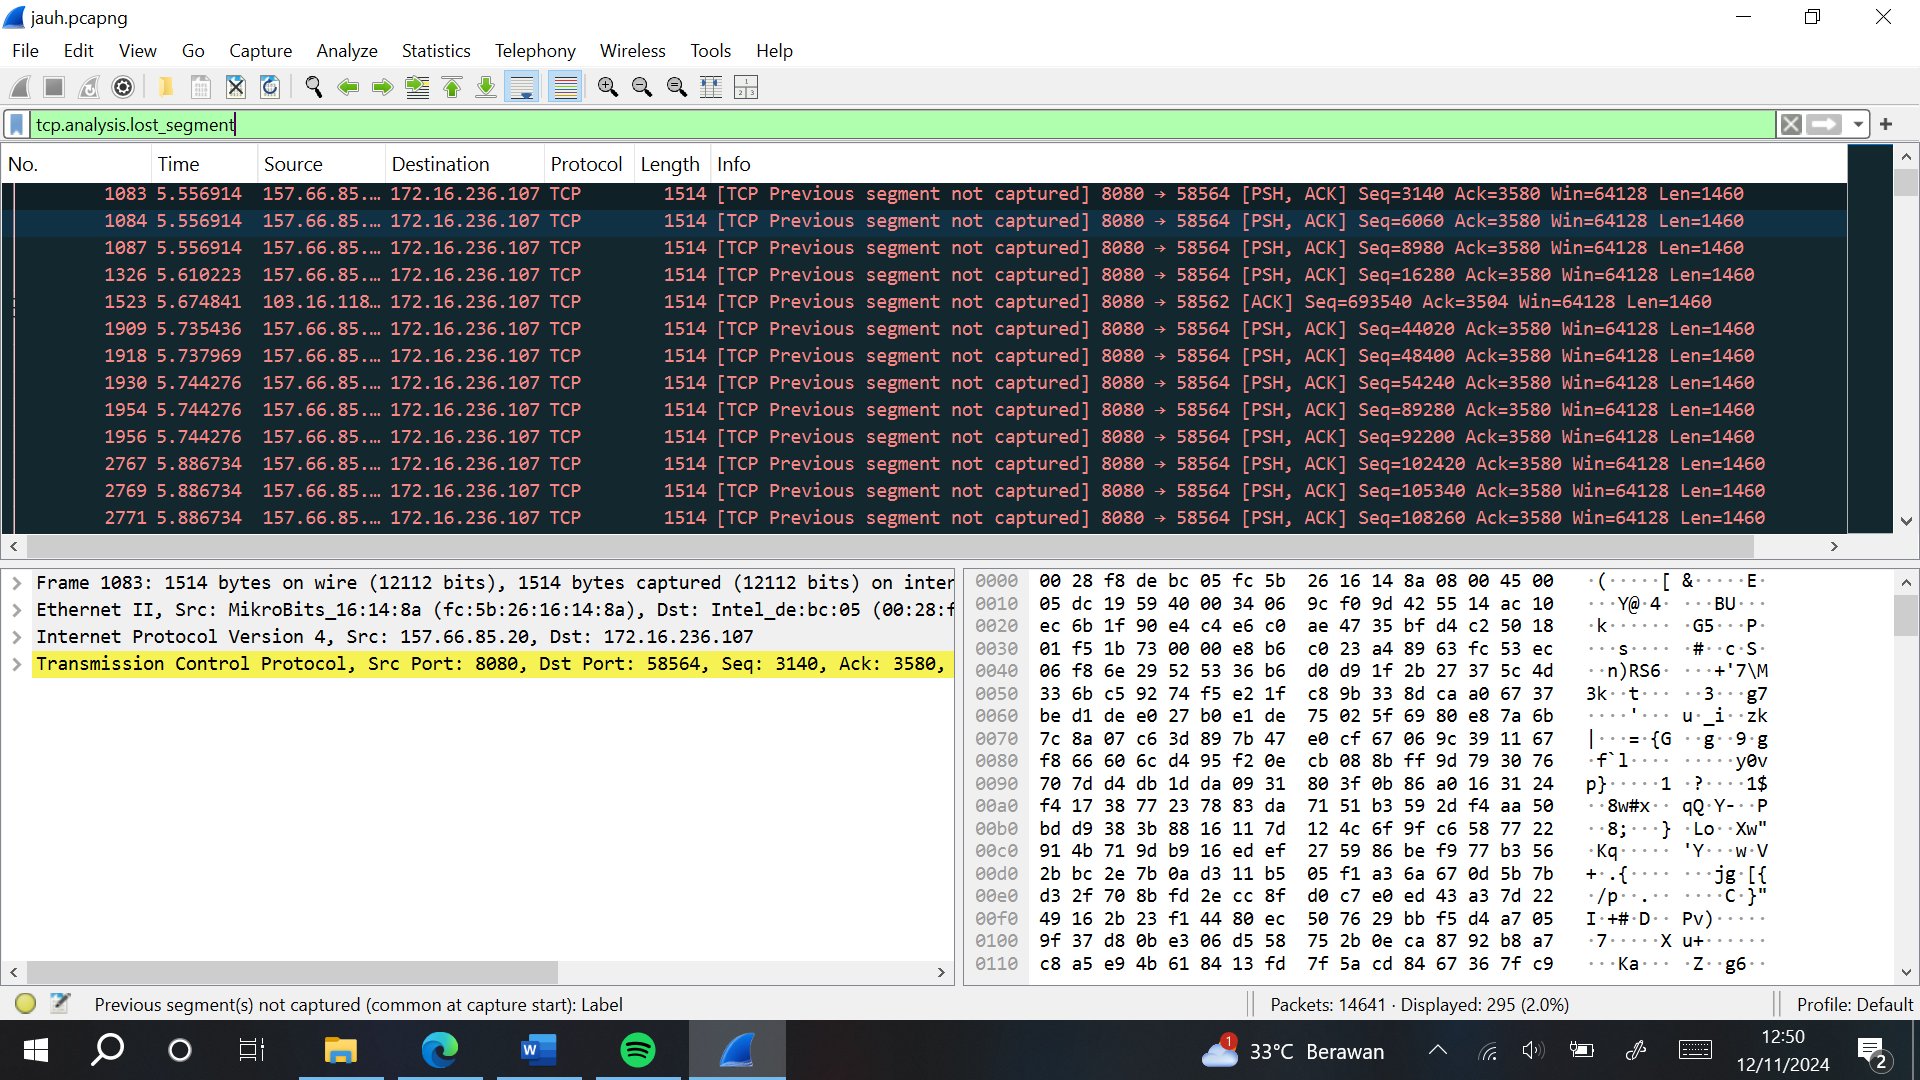 jauh.pcapng
File Edit View Go Capture Analyze Statistics Telephony Wireless Tools Help
tcp.analysis.lost_segment
No. Time Source Destination Protocol Length Info
1083 5.556914 157.66.85.… 172.16.236.107 TCP 1514 [TCP Previous segment not captured] 8080 → 58564 [PSH, ACK] Seq=3140 Ack=3580 Win=64128 Len=1460
1084 5.556914 157.66.85.… 172.16.236.107 TCP 1514 [TCP Previous segment not captured] 8080 → 58564 [PSH, ACK] Seq=6060 Ack=3580 Win=64128 Len=1460
1087 5.556914 157.66.85.… 172.16.236.107 TCP 1514 [TCP Previous segment not captured] 8080 → 58564 [PSH, ACK] Seq=8980 Ack=3580 Win=64128 Len=1460
1326 5.610223 157.66.85.… 172.16.236.107 TCP 1514 [TCP Previous segment not captured] 8080 → 58564 [PSH, ACK] Seq=16280 Ack=3580 Win=64128 Len=1460
1523 5.674841 103.16.118… 172.16.236.107 TCP 1514 [TCP Previous segment not captured] 8080 → 58562 [ACK] Seq=693540 Ack=3504 Win=64128 Len=1460
1909 5.735436 157.66.85.… 172.16.236.107 TCP 1514 [TCP Previous segment not captured] 8080 → 58564 [PSH, ACK] Seq=44020 Ack=3580 Win=64128 Len=1460
1918 5.737969 157.66.85.… 172.16.236.107 TCP 1514 [TCP Previous segment not captured] 8080 → 58564 [PSH, ACK] Seq=48400 Ack=3580 Win=64128 Len=1460
1930 5.744276 157.66.85.… 172.16.236.107 TCP 1514 [TCP Previous segment not captured] 8080 → 58564 [PSH, ACK] Seq=54240 Ack=3580 Win=64128 Len=1460
1954 5.744276 157.66.85.… 172.16.236.107 TCP 1514 [TCP Previous segment not captured] 8080 → 58564 [PSH, ACK] Seq=89280 Ack=3580 Win=64128 Len=1460
1956 5.744276 157.66.85.… 172.16.236.107 TCP 1514 [TCP Previous segment not captured] 8080 → 58564 [PSH, ACK] Seq=92200 Ack=3580 Win=64128 Len=1460
2767 5.886734 157.66.85.… 172.16.236.107 TCP 1514 [TCP Previous segment not captured] 8080 → 58564 [PSH, ACK] Seq=102420 Ack=3580 Win=64128 Len=1460
2769 5.886734 157.66.85.… 172.16.236.107 TCP 1514 [TCP Previous segment not captured] 8080 → 58564 [PSH, ACK] Seq=105340 Ack=3580 Win=64128 Len=1460
2771 5.886734 157.66.85.… 172.16.236.107 TCP 1514 [TCP Previous segment not captured] 8080 → 58564 [PSH, ACK] Seq=108260 Ack=3580 Win=64128 Len=1460
Frame 1083: 1514 bytes on wire (12112 bits), 1514 bytes captured (12112 bits) on inter
Ethernet II, Src: MikroBits_16:14:8a (fc:5b:26:16:14:8a), Dst: Intel_de:bc:05 (00:28:f
Internet Protocol Version 4, Src: 157.66.85.20, Dst: 172.16.236.107
Transmission Control Protocol, Src Port: 8080, Dst Port: 58564, Seq: 3140, Ack: 3580,
0000 00 28 f8 de bc 05 fc 5b 26 16 14 8a 08 00 45 00 ·(·····[ &·····E·
0010 05 dc 19 59 40 00 34 06 9c f0 9d 42 55 14 ac 10 ···Y@·4· ···BU···
0020 ec 6b 1f 90 e4 c4 e6 c0 ae 47 35 bf d4 c2 50 18 ·k······ ·G5···P·
0030 01 f5 1b 73 00 00 e8 b6 c0 23 a4 89 63 fc 53 ec ···s···· ·#··c·S·
0040 06 f8 6e 29 52 53 36 b6 d0 d9 1f 2b 27 37 5c 4d ··n)RS6· ···+'7\M
0050 33 6b c5 92 74 f5 e2 1f c8 9b 33 8d ca a0 67 37 3k··t··· ··3···g7
0060 be d1 de e0 27 b0 e1 de 75 02 5f 69 80 e8 7a 6b ····'··· u·_i··zk
0070 7c 8a 07 c6 3d 89 7b 47 e0 cf 67 06 9c 39 11 67 |···=·{G ··g··9·g
0080 f8 66 60 6c d4 95 f2 0e cb 08 8b ff 9d 79 30 76 ·f`l···· ·····y0v
0090 70 7d d4 db 1d da 09 31 80 3f 0b 86 a0 16 31 24 p}·····1 ·?····1$
00a0 f4 17 38 77 23 78 83 da 71 51 b3 59 2d f4 aa 50 ··8w#x·· qQ·Y-··P
00b0 bd d9 38 3b 88 16 11 7d 12 4c 6f 9f c6 58 77 22 ··8;···} ·Lo··Xw"
00c0 91 4b 71 9d b9 16 ed ef 27 59 86 be f9 77 b3 56 ·Kq····· 'Y···w·V
00d0 2b bc 2e 7b 0a d3 11 b5 05 f1 a3 6a 67 0d 5b 7b +·.{···· ···jg·[{
00e0 d3 2f 70 8b fd 2e cc 8f d0 c7 e0 ed 43 a3 7d 22 ·/p··.·· ····C·}"
00f0 49 16 2b 23 f1 44 80 ec 50 76 29 bb f5 d4 a7 05 I·+#·D·· Pv)·····
0100 9f 37 d8 0b e3 06 d5 58 75 2b 0e ca 87 92 b8 a7 ·7·····X u+······
0110 c8 a5 e9 4b 61 84 13 fd 7f 5a cd 84 67 36 7f c9 ···Ka··· ·Z··g6··
Previous segment(s) not captured (common at capture start): Label
Packets: 14641 · Displayed: 295 (2.0%)
Profile: Default
1
33°C Berawan
12:50
12/11/2024
2